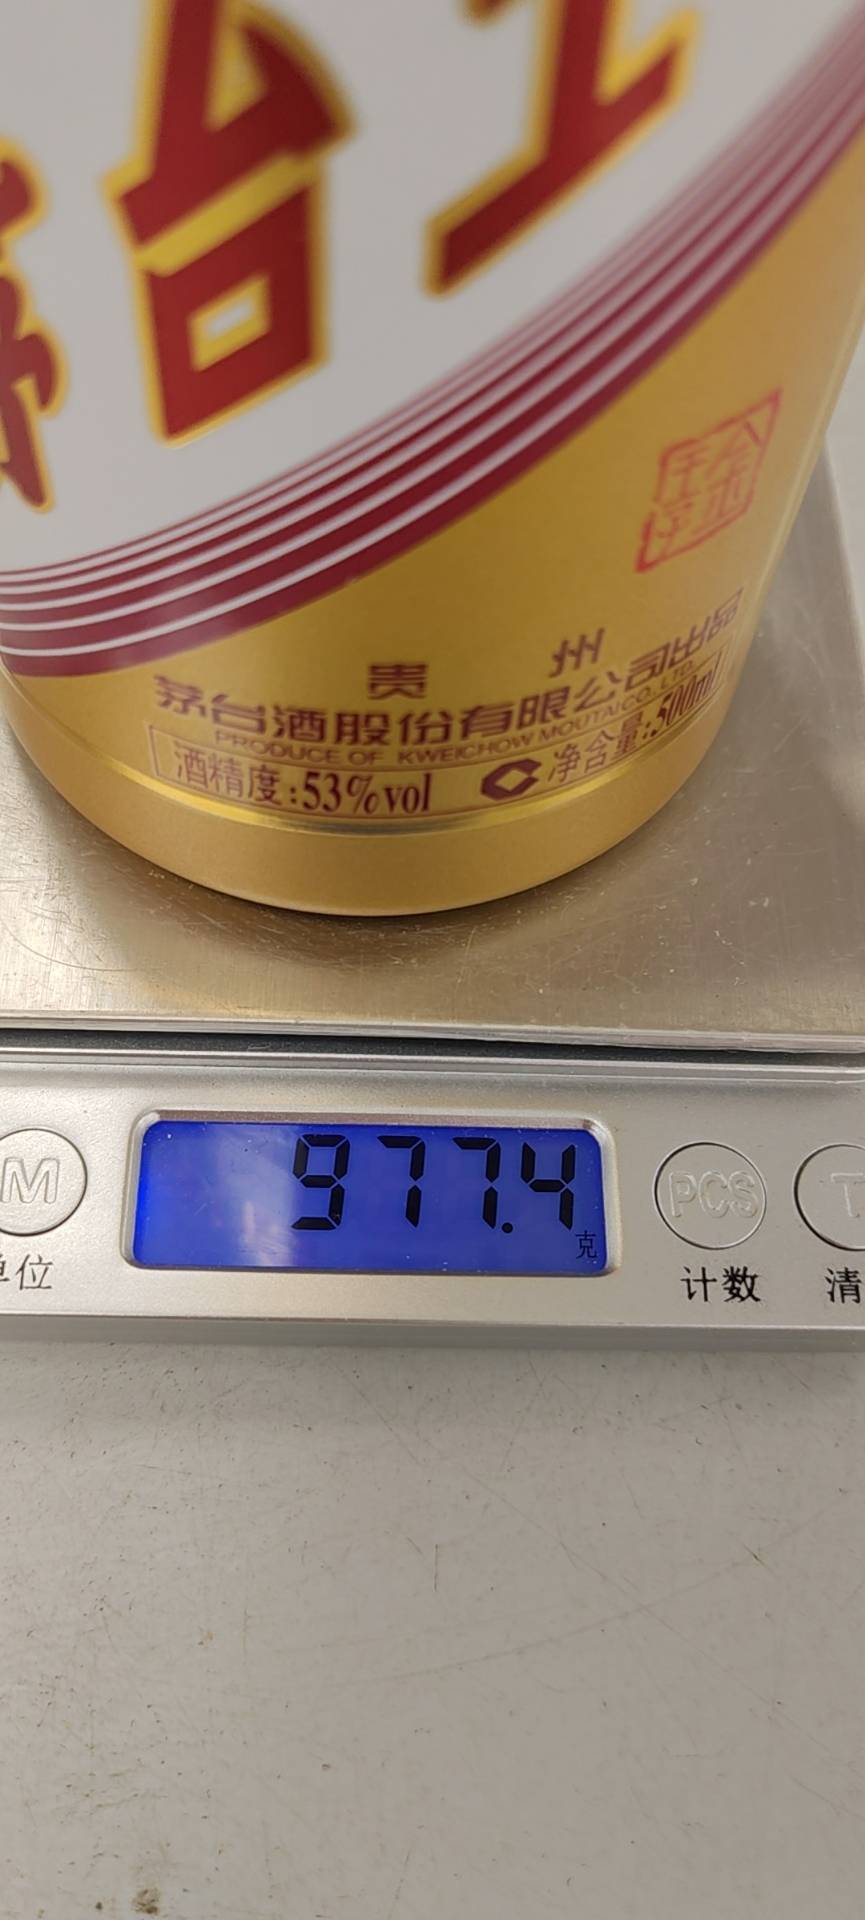 台
贵 州
茅台酒股份有限公司出品
PRODUCE OF KWEICHOW MOUTAI CO., LTD.
酒精度:53%vol 净含量:500ml
977.4
克
M
PCS
T
单位
计数
清